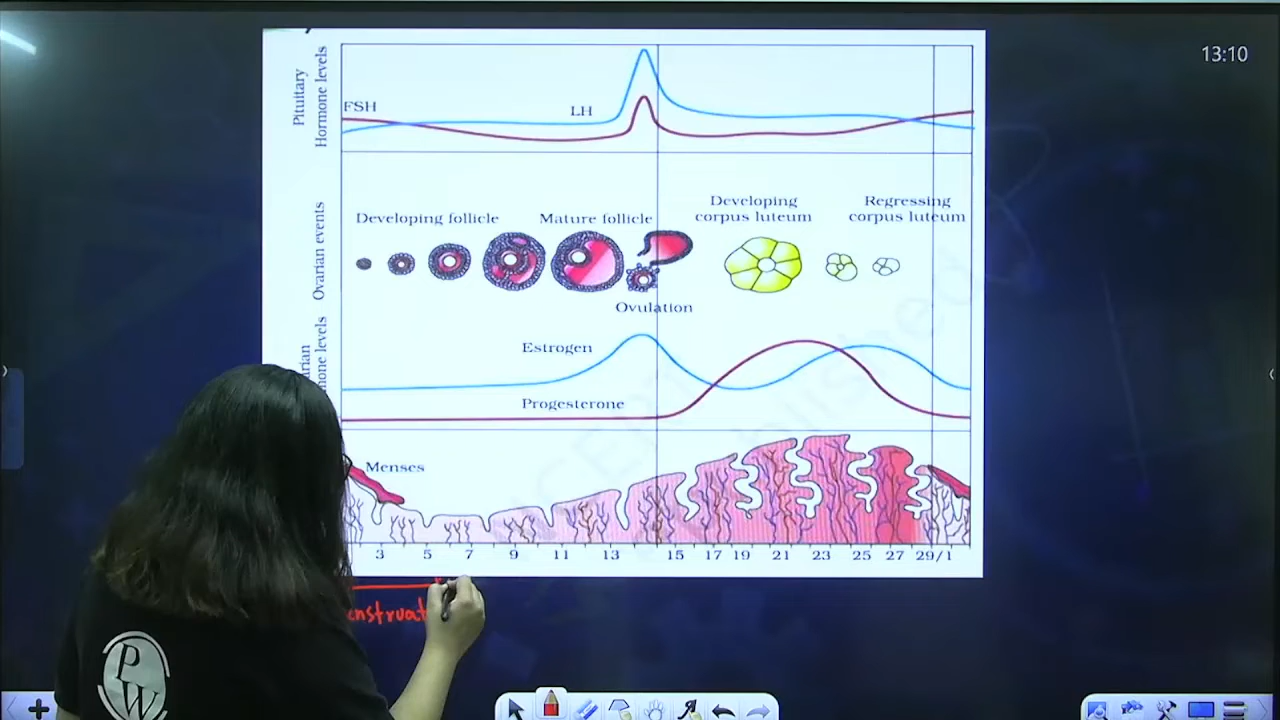 13:10
Pituitary
Hormone levels
FSH
LH
Ovarian events
Developing follicle
Mature follicle
Developing
corpus luteum
Regressing
corpus luteum
Ovulation
Estrogen
Progesterone
Menses
3 5 7 9 11 13 15 17 19 21 23 25 27 29/1
PW